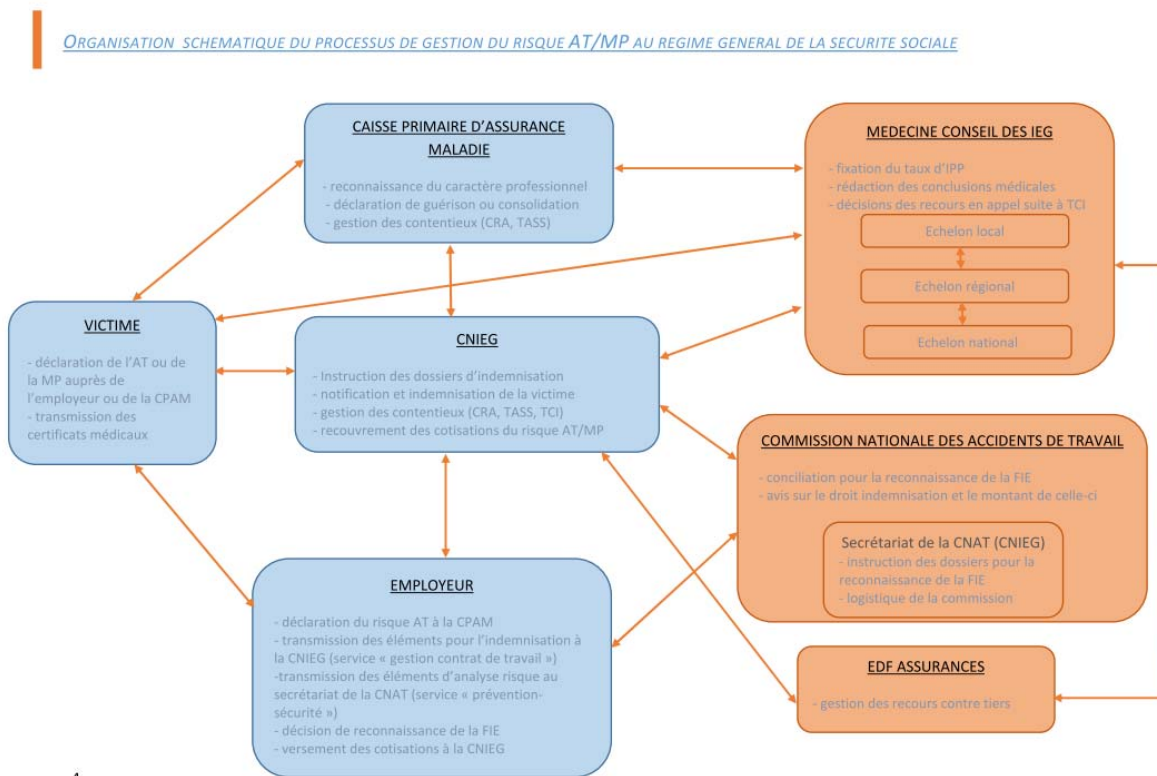 ORGANISATION SCHEMATIQUE DU PROCESSUS DE GESTION DU RISQUE AT/MP AU REGIME GENERAL DE LA SECURITE SOCIALE
CAISSE PRIMAIRE D'ASSURANCE
MALADIE
- reconnaissance du caractère professionnel
- déclaration de guérison ou consolidation
- gestion des contentieux (CRA, TASS)
MEDECINE CONSEIL DES IEG
- fixation du taux d'IPP
- rédaction des conclusions médicales
- décisions des recours en appel suite à TCI
Echelon local
Echelon régional
Echelon national
VICTIME
- déclaration de l'AT ou de
la MP auprès de
l'employeur ou de la CPAM
- transmission des
certificats médicaux
CNIEG
- Instruction des dossiers d'indemnisation
- notification et indemnisation de la victime
- gestion des contentieux (CRA, TASS, TCI)
- recouvrement des cotisations du risque AT/MP
COMMISSION NATIONALE DES ACCIDENTS DE TRAVAIL
- conciliation pour la reconnaissance de la FIE
- avis sur le droit indemnisation et le montant de celle-ci
Secrétariat de la CNAT (CNIEG)
- instruction des dossiers pour la
reconnaissance de la FIE
- logistique de la commission
EMPLOYEUR
- déclaration du risque AT à la CPAM
- transmission des éléments pour l'indemnisation à
la CNIEG (service « gestion contrat de travail »)
-transmission des éléments d'analyse risque au
secrétariat de la CNAT (service « prévention-
sécurité »)
- décision de reconnaissance de la FIE
- versement des cotisations à la CNIEG
EDF ASSURANCES
- gestion des recours contre tiers